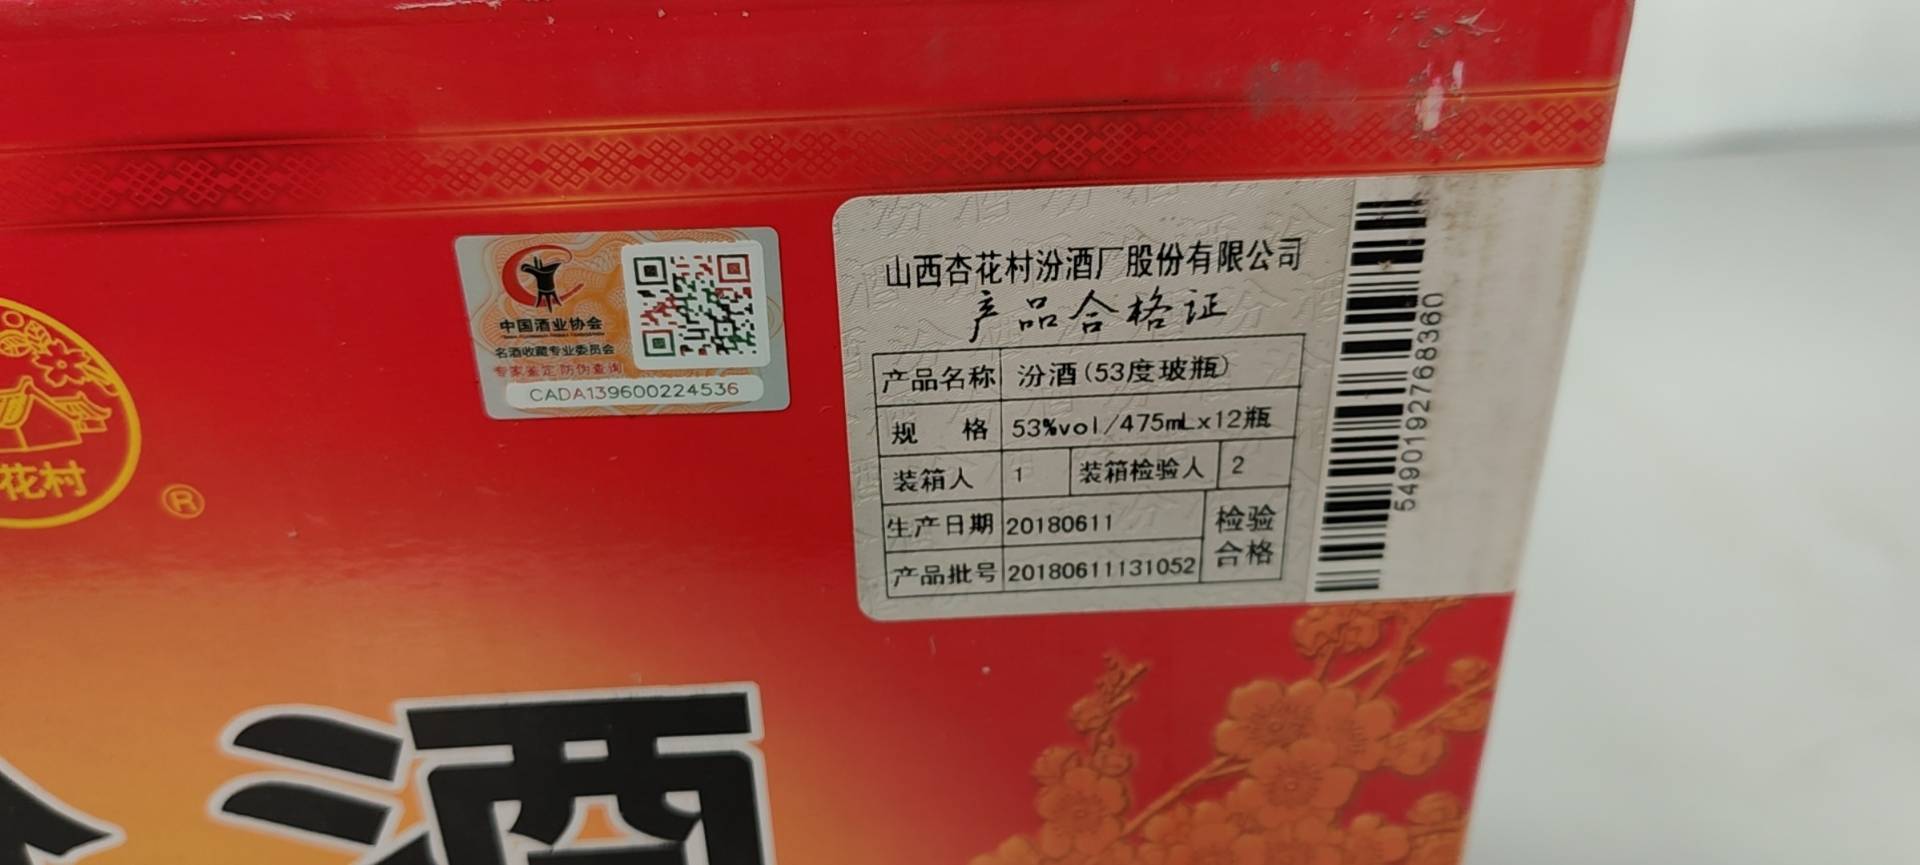 花村
®
中国酒业协会
名酒收藏专业委员会
专家鉴定 防伪查询
CADA139600224536
山西杏花村汾酒厂股份有限公司
产品合格证
产品名称 汾酒(53度玻瓶)
规 格 53%vol/475mL×12瓶
装箱人 1 装箱检验人 2
生产日期 20180611
检验合格
产品批号 20180611131052
5490192768360
酒